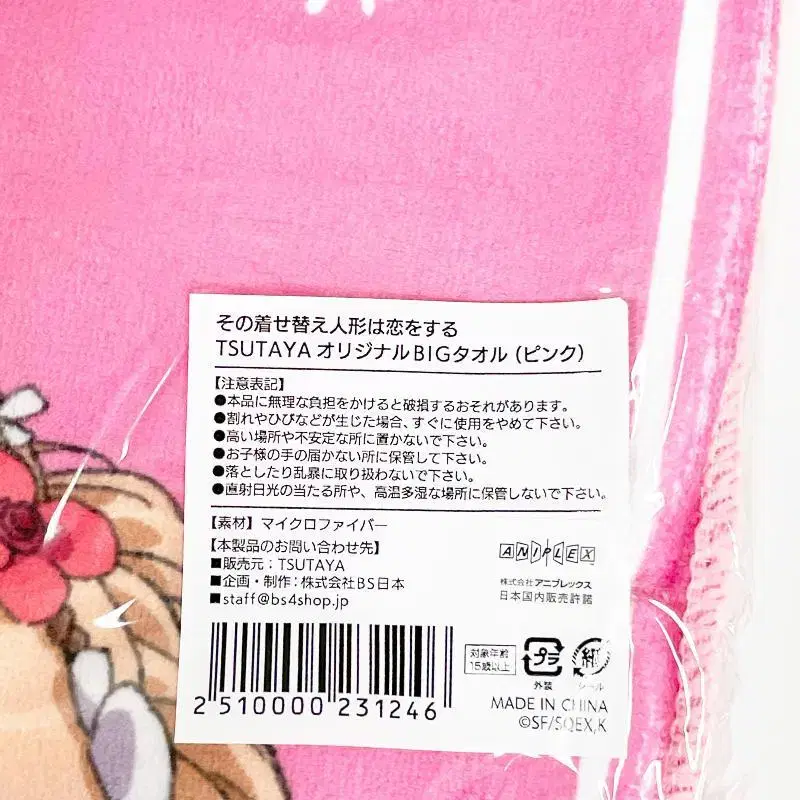 その着せ替え人形は恋をする
TSUTAYA オリジナルBIGタオル（ピンク）
【注意表記】
●本品に無理な負担をかけると破損するおそれがあります。
●割れやひびなどが生じた場合、すぐに使用をやめて下さい。
●高い場所や不安定な所に置かないで下さい。
●お子様の手の届かない所に保管して下さい。
●落としたり乱暴に取り扱わないで下さい。
●直射日光の当たる所や、高温多湿な場所に保管しないで下さい。
【素材】マイクロファイバー
【本製品のお問い合わせ先】
■販売元：TSUTAYA
■企画・制作：株式会社BS日本
■staff@bs4shop.jp
ANIPLEX
株式会社アニプレックス
日本国内販売許諾
対象年齢
15歳以上
プラ
外装
紙
シール
2 510000 231246
MADE IN CHINA
©SF/SQEX,K